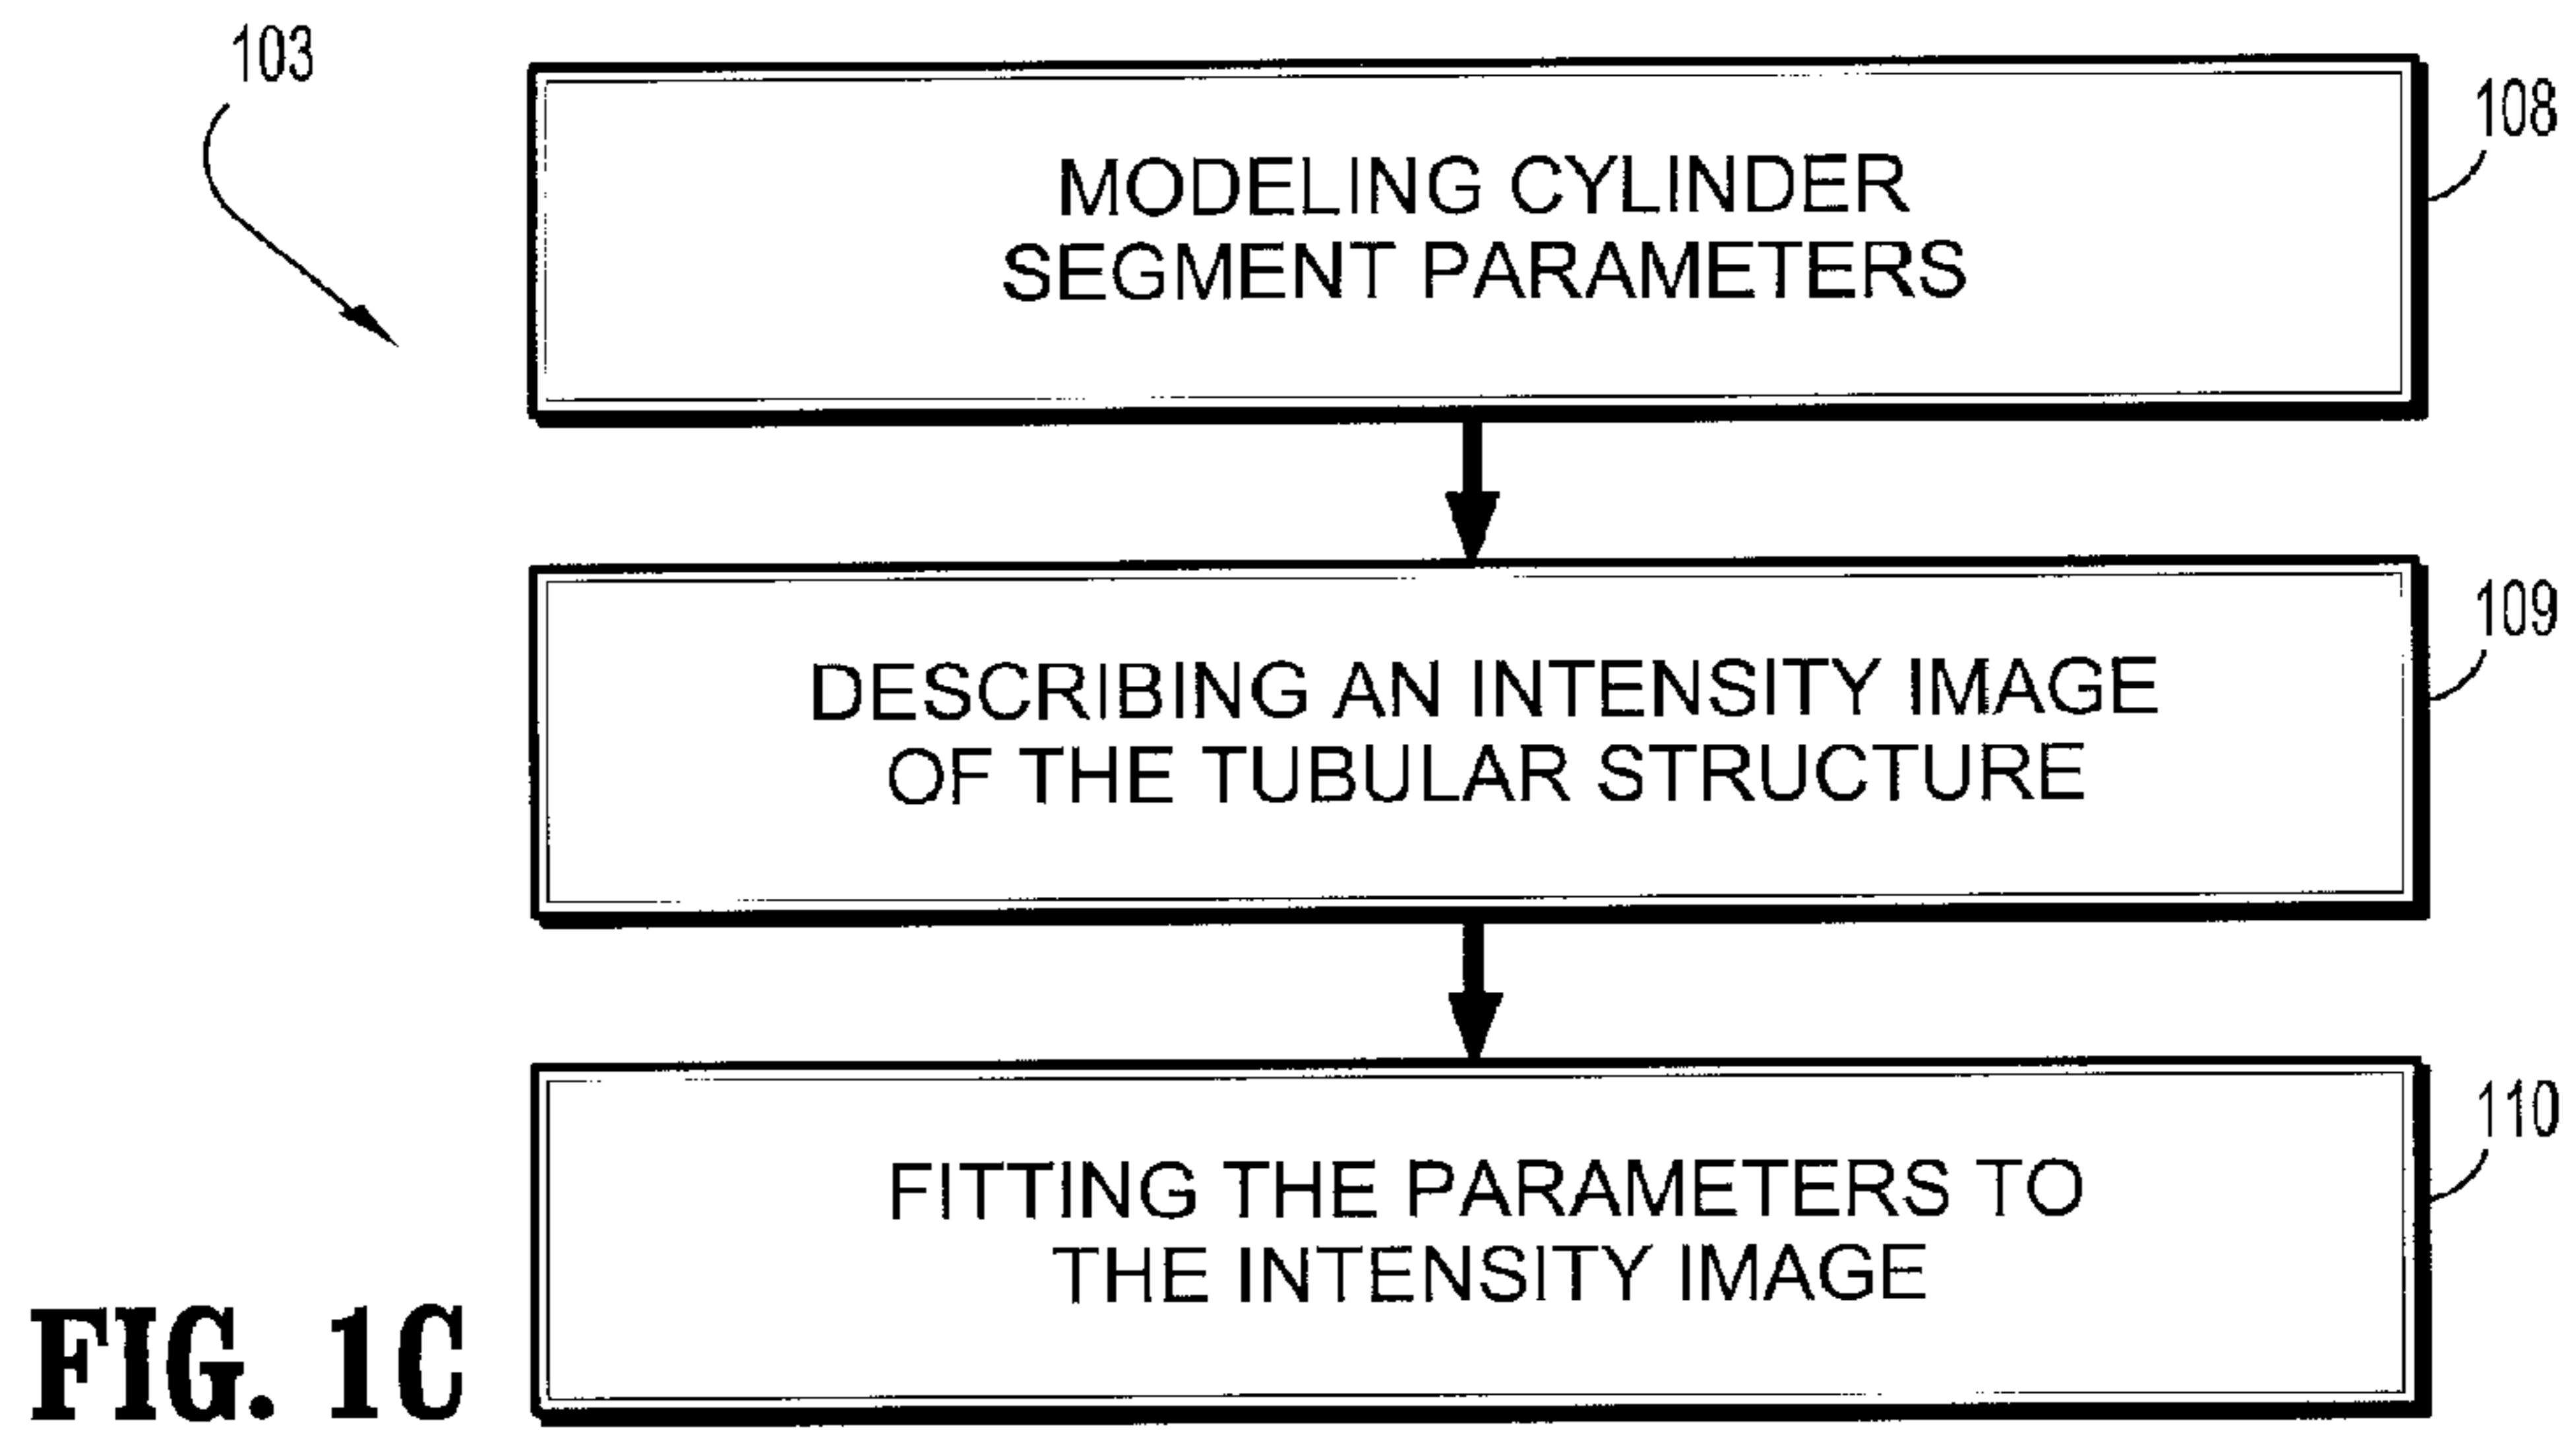 103
108
MODELING CYLINDER
SEGMENT PARAMETERS
109
DESCRIBING AN INTENSITY IMAGE
OF THE TUBULAR STRUCTURE
110
FITTING THE PARAMETERS TO
THE INTENSITY IMAGE
FIG. 1C